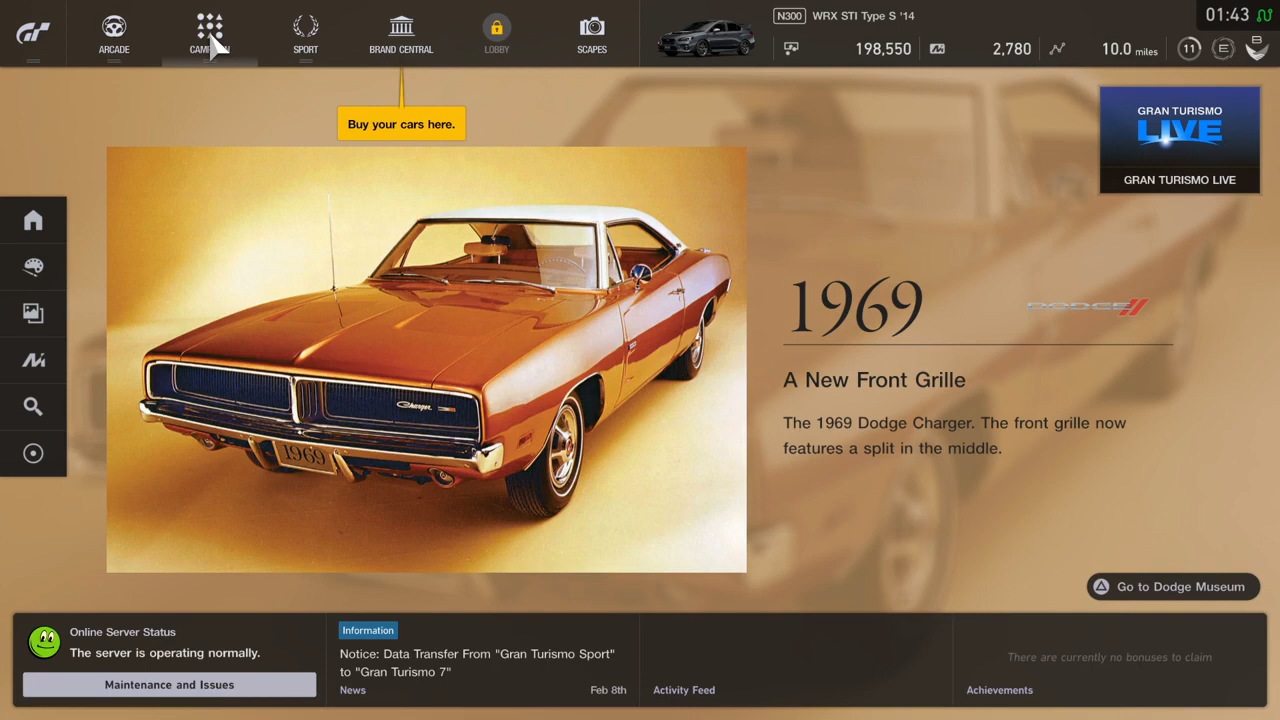 ARCADE
SPORT
BRAND CENTRAL
LOBBY
SCAPES
N300 WRX STI Type S '14
198,550
2,780
10.0 miles
11
E
B
01:43
Buy your cars here.
GRAN TURISMO
LIVE
GRAN TURISMO LIVE
Charger
1969
1969
DODGE
A New Front Grille
The 1969 Dodge Charger. The front grille now
features a split in the middle.
Go to Dodge Museum
Online Server Status
The server is operating normally.
Maintenance and Issues
Information
Notice: Data Transfer From "Gran Turismo Sport"
to "Gran Turismo 7"
News
Feb 8th
Activity Feed
There are currently no bonuses to claim
Achievements